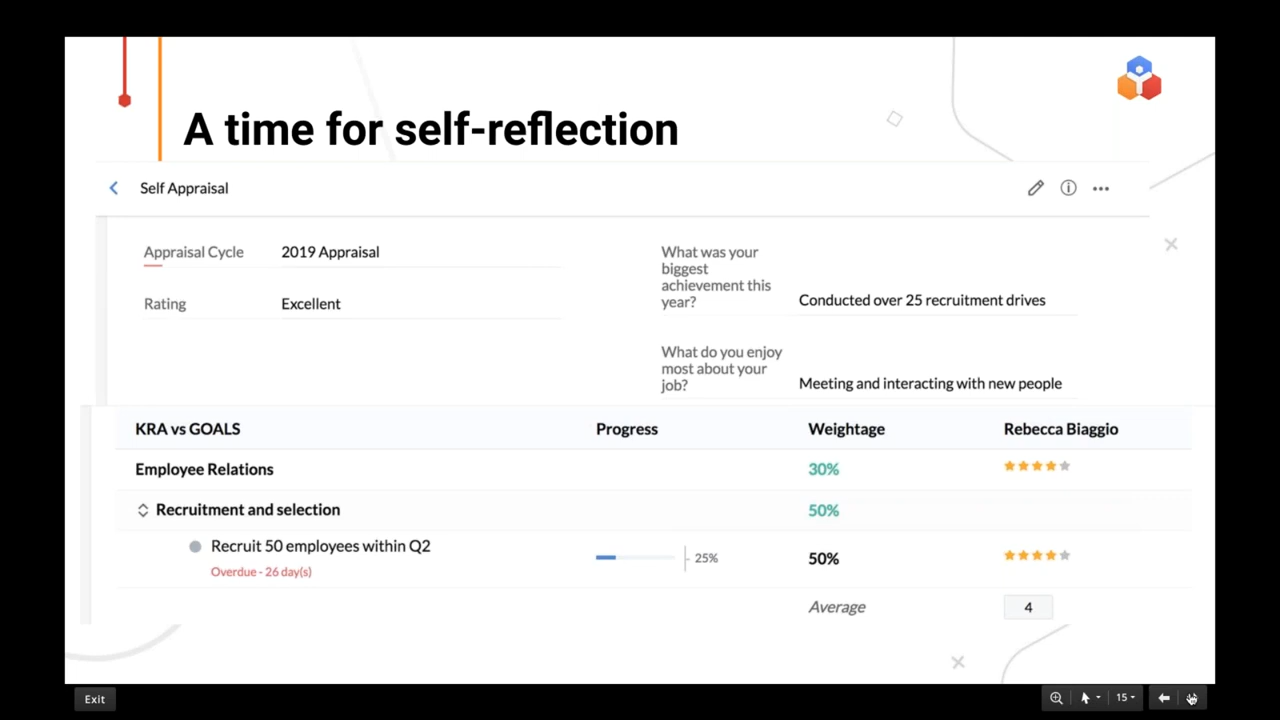 A time for self-reflection
Self Appraisal
Appraisal Cycle 2019 Appraisal
Rating Excellent
What was your
biggest
achievement this
year?
Conducted over 25 recruitment drives
What do you enjoy
most about your
job?
Meeting and interacting with new people
KRA vs GOALS Progress Weightage Rebecca Biaggio
Employee Relations 30%
Recruitment and selection 50%
Recruit 50 employees within Q2 25% 50%
Overdue - 26 day(s)
Average 4
Exit 15